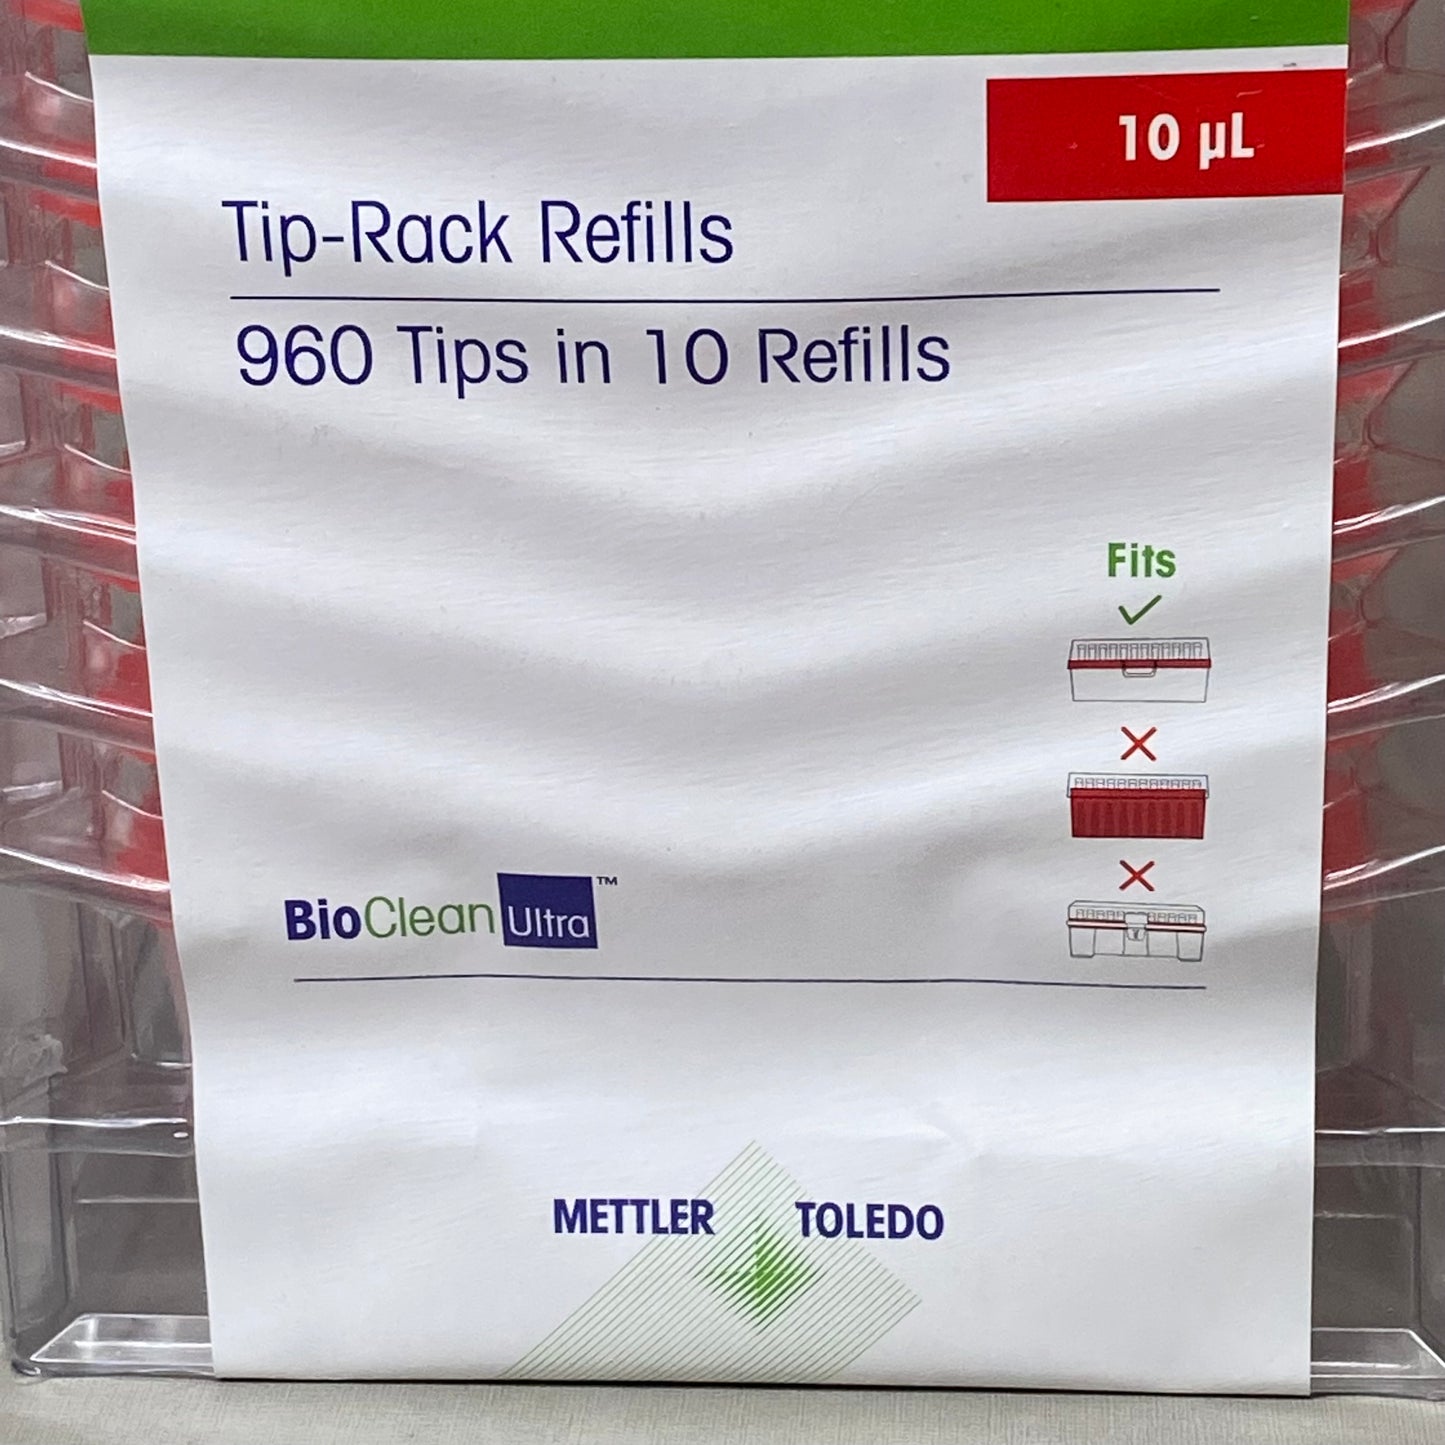 10 µL
Tip-Rack Refills
960 Tips in 10 Refills
Fits
BioClean Ultra™
METTLER TOLEDO